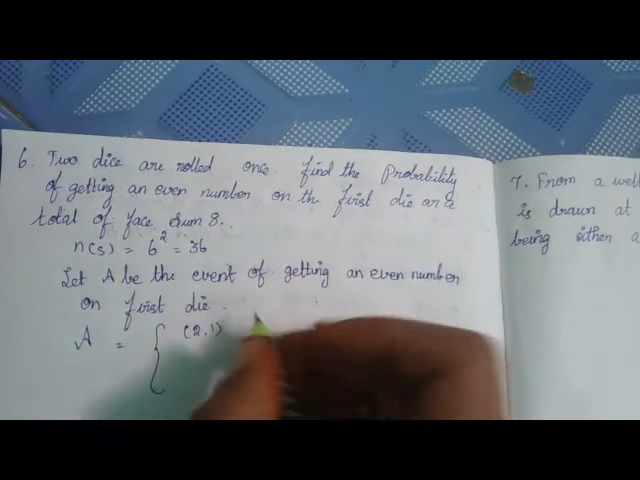 6. Two dice are rolled once. find the Probability
of getting an even number on th first die or a
total of face sum 8.
n(s) = 6² = 36
Let A be the event of getting an even number
on first die.
A = { (2,1)
7. From a well
is drawn at
being either a